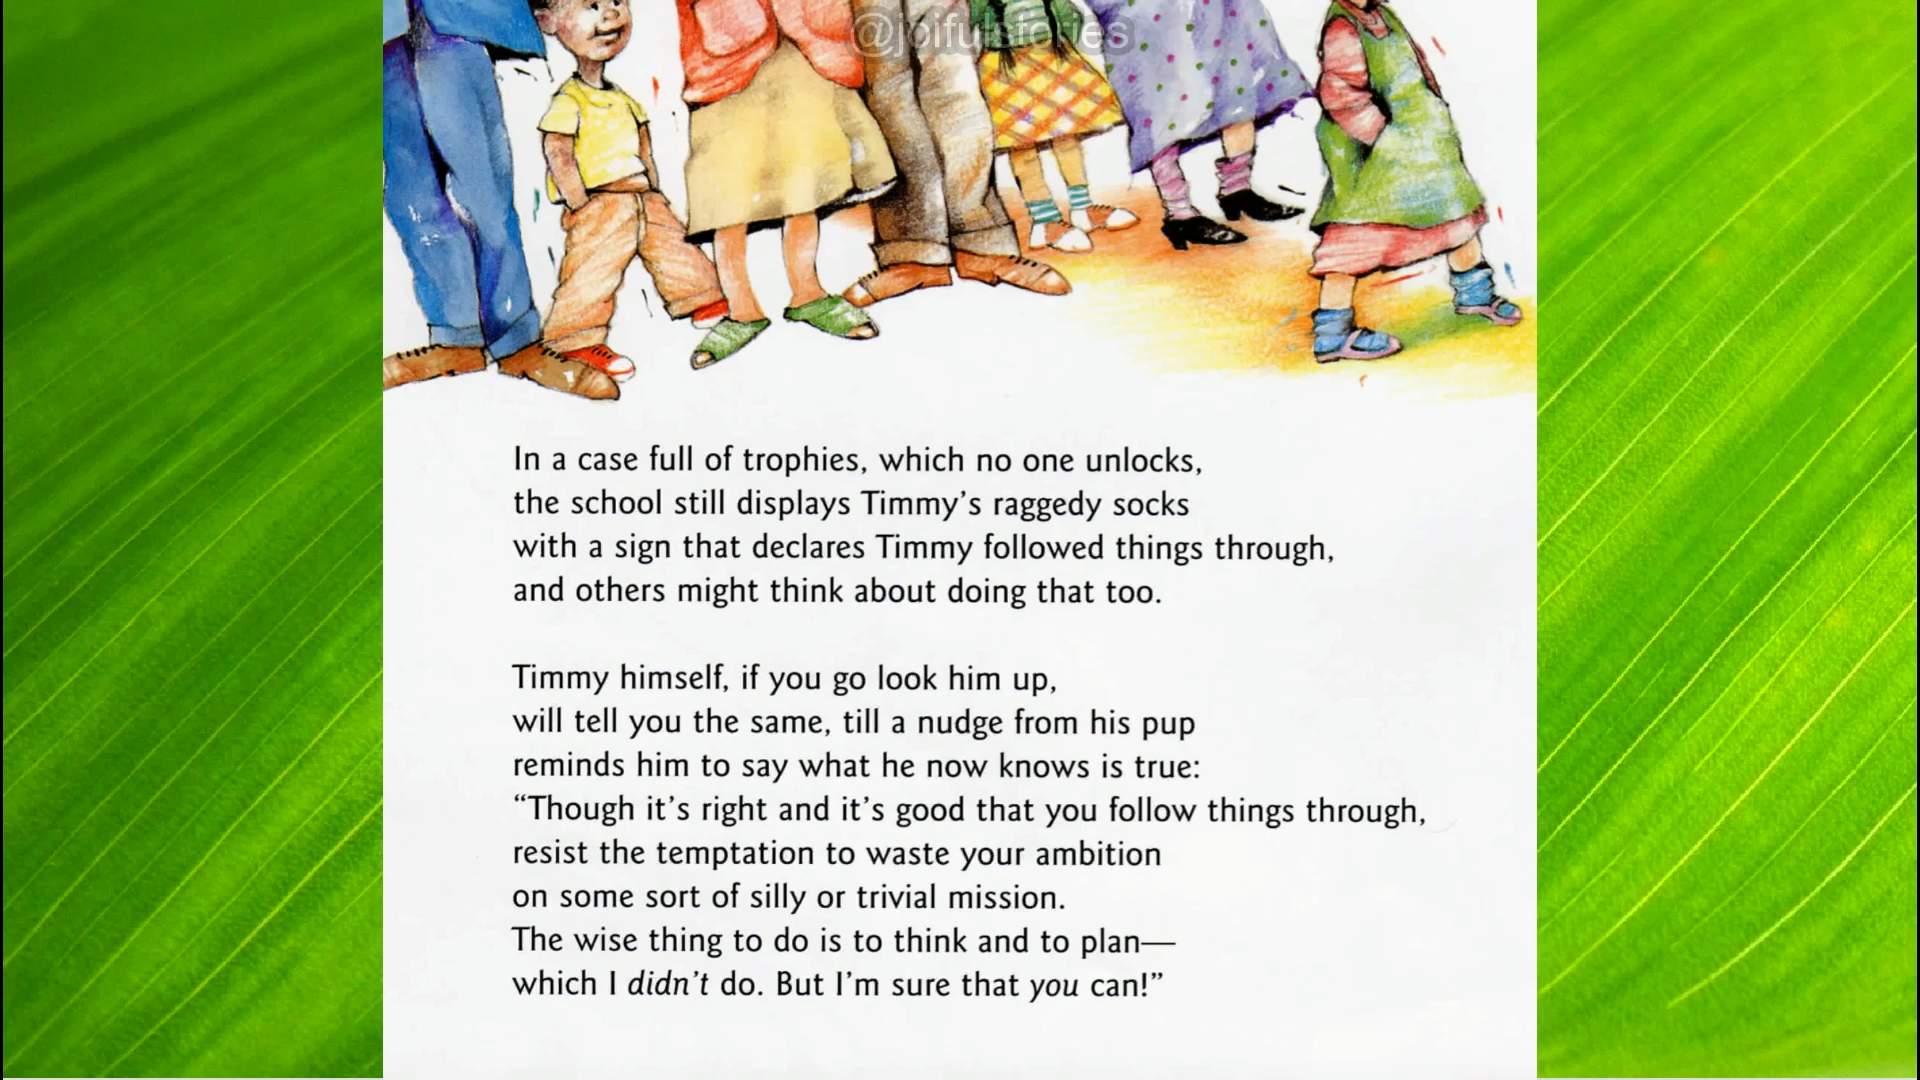 @joifulstories
In a case full of trophies, which no one unlocks,
the school still displays Timmy’s raggedy socks
with a sign that declares Timmy followed things through,
and others might think about doing that too.
Timmy himself, if you go look him up,
will tell you the same, till a nudge from his pup
reminds him to say what he now knows is true:
“Though it’s right and it’s good that you follow things through,
resist the temptation to waste your ambition
on some sort of silly or trivial mission.
The wise thing to do is to think and to plan—
which I didn’t do. But I’m sure that you can!”